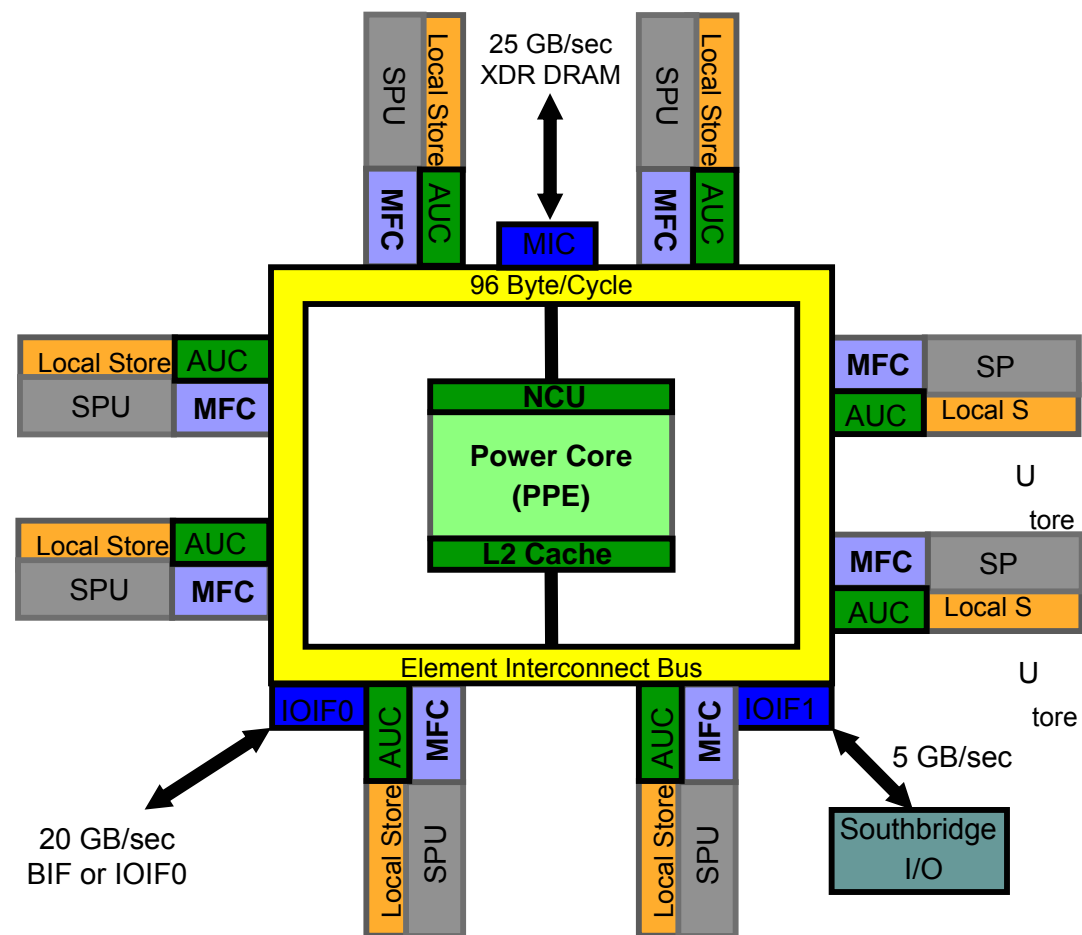 25 GB/sec
XDR DRAM
SPU
Local Store
MFC
AUC
SPU
Local Store
MFC
AUC
MIC
96 Byte/Cycle
Local Store
AUC
SPU
MFC
MFC
SP
AUC
Local S
U
tore
NCU
Power Core
(PPE)
L2 Cache
Local Store
AUC
SPU
MFC
MFC
SP
AUC
Local S
U
tore
Element Interconnect Bus
IOIF0
AUC
MFC
Local Store
SPU
AUC
MFC
Local Store
SPU
IOIF1
5 GB/sec
20 GB/sec
BIF or IOIF0
Southbridge
I/O